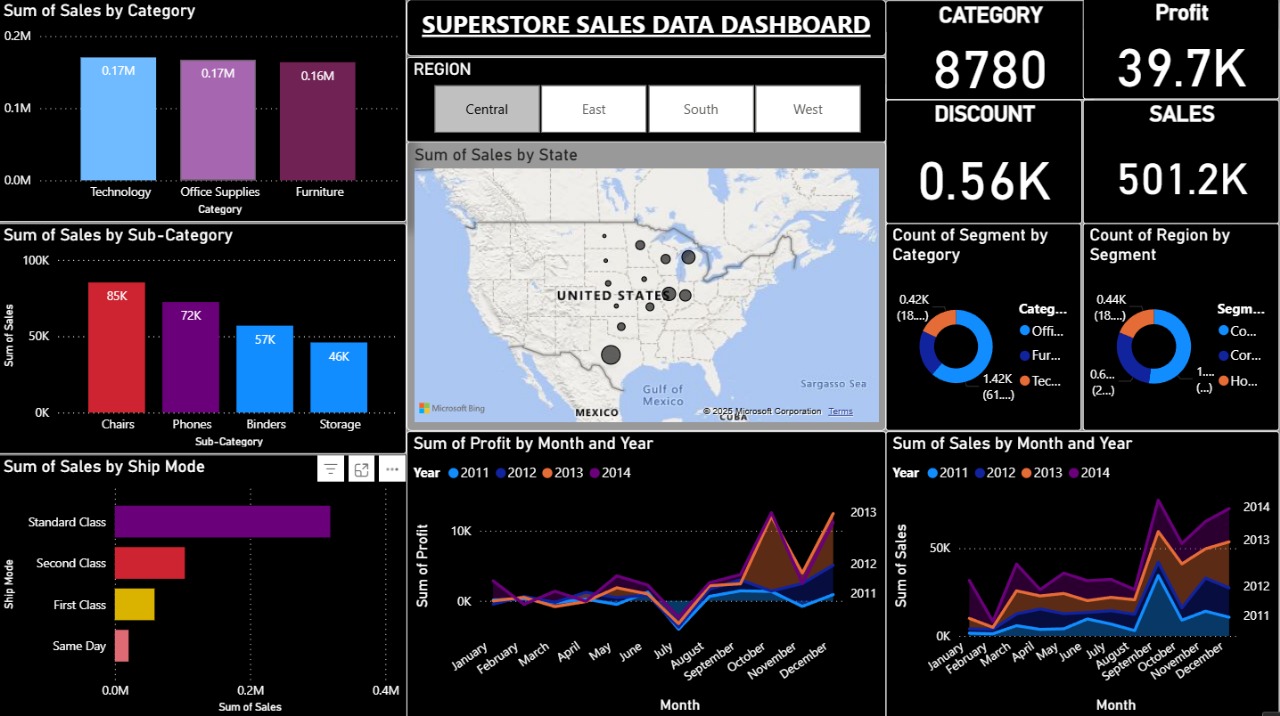 Sum of Sales by Category
0.2M
0.1M
0.0M
0.17M
0.17M
0.16M
Technology
Office Supplies
Furniture
Category
Sum of Sales by Sub-Category
Sum of Sales
100K
50K
0K
85K
72K
57K
46K
Chairs
Phones
Binders
Storage
Sub-Category
Sum of Sales by Ship Mode
...
Ship Mode
Standard Class
Second Class
First Class
Same Day
0.0M
0.2M
0.4M
Sum of Sales
SUPERSTORE SALES DATA DASHBOARD
REGION
Central
East
South
West
Sum of Sales by State
UNITED STATES
Gulf of
Mexico
Sargasso Sea
MEXICO
CUBA
Microsoft Bing
© 2025 Microsoft Corporation Terms
Sum of Profit by Month and Year
Year 2011 2012 2013 2014
Sum of Profit
10K
0K
2013
2012
2011
January
February
March
April
May
June
July
August
September
October
November
December
Month
CATEGORY
8780
Profit
39.7K
DISCOUNT
0.56K
SALES
501.2K
Count of Segment by
Category
0.42K
(18....)
1.42K
(61....)
Categ...
Offi...
Fur...
Tec...
Count of Region by
Segment
0.44K
(18....)
0.6...
(2...)
1....
(...)
Segm...
Co...
Cor...
Ho...
Sum of Sales by Month and Year
Year 2011 2012 2013 2014
Sum of Sales
50K
0K
2014
2013
2012
2011
January
February
March
April
May
June
July
August
September
October
November
December
Month